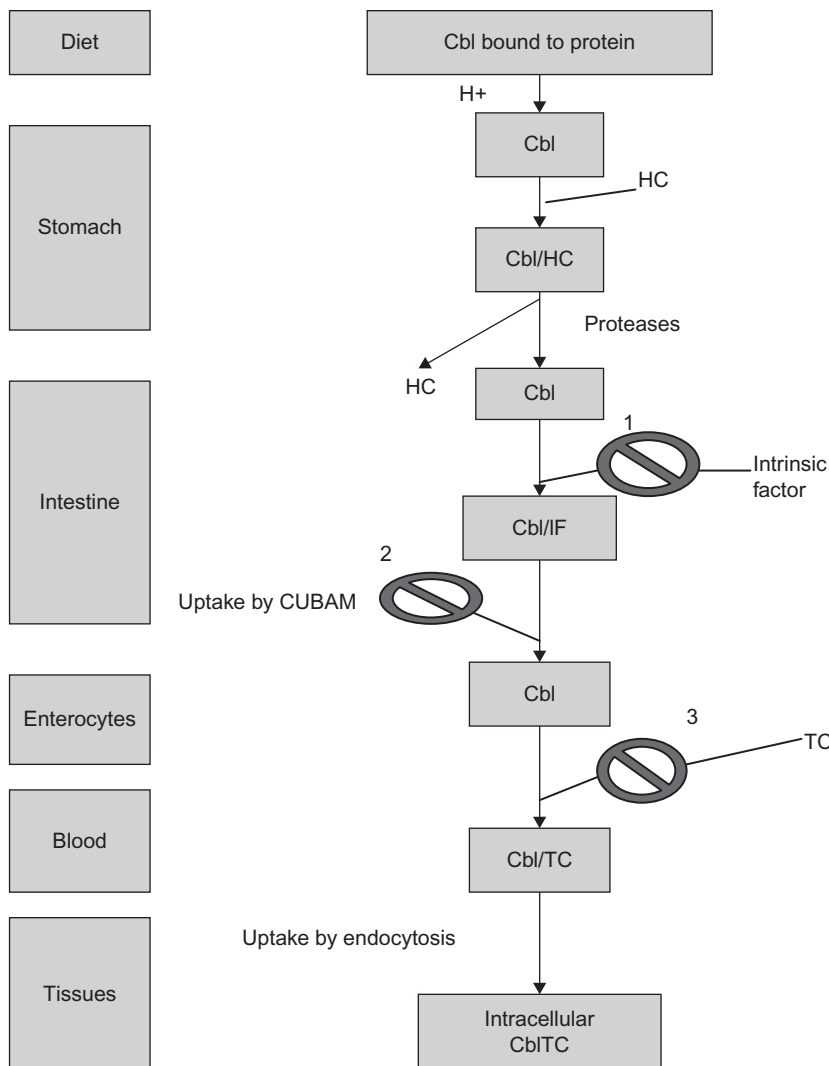 Diet
Cbl bound to protein
H+
Cbl
HC
Stomach
Cbl/HC
Proteases
HC
Cbl
1
Intrinsic
factor
Intestine
Cbl/IF
2
Uptake by CUBAM
Cbl
Enterocytes
3
TC
Blood
Cbl/TC
Uptake by endocytosis
Tissues
Intracellular
CblTC